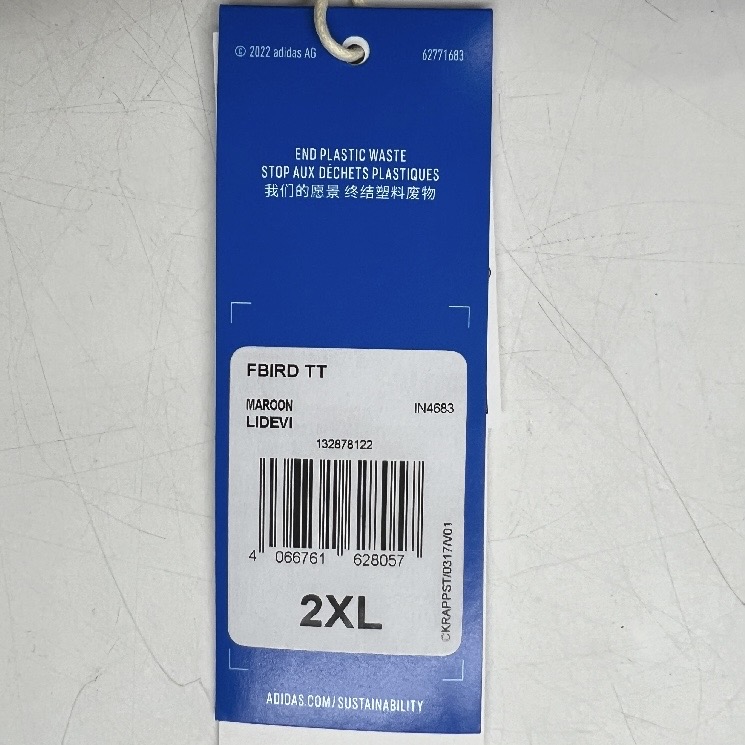 © 2022 adidas AG 62771683
END PLASTIC WASTE
STOP AUX DÉCHETS PLASTIQUES
我们的愿景 终结塑料废物
FBIRD TT
MAROON IN4683
LIDEVI
132878122
4 066761 628057
CKRAPPST/0317/V01
2XL
ADIDAS.COM/SUSTAINABILITY